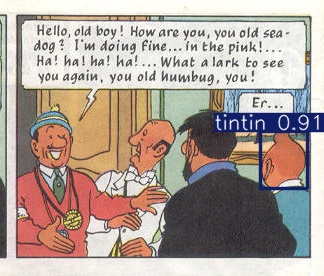 Hello, old boy! How are you, you old sea-
dog? I'm doing fine... in the pink!...
Ha! ha! ha! ha!... What a lark to see
you again, you old humbug, you!
Er...
tintin 0.91